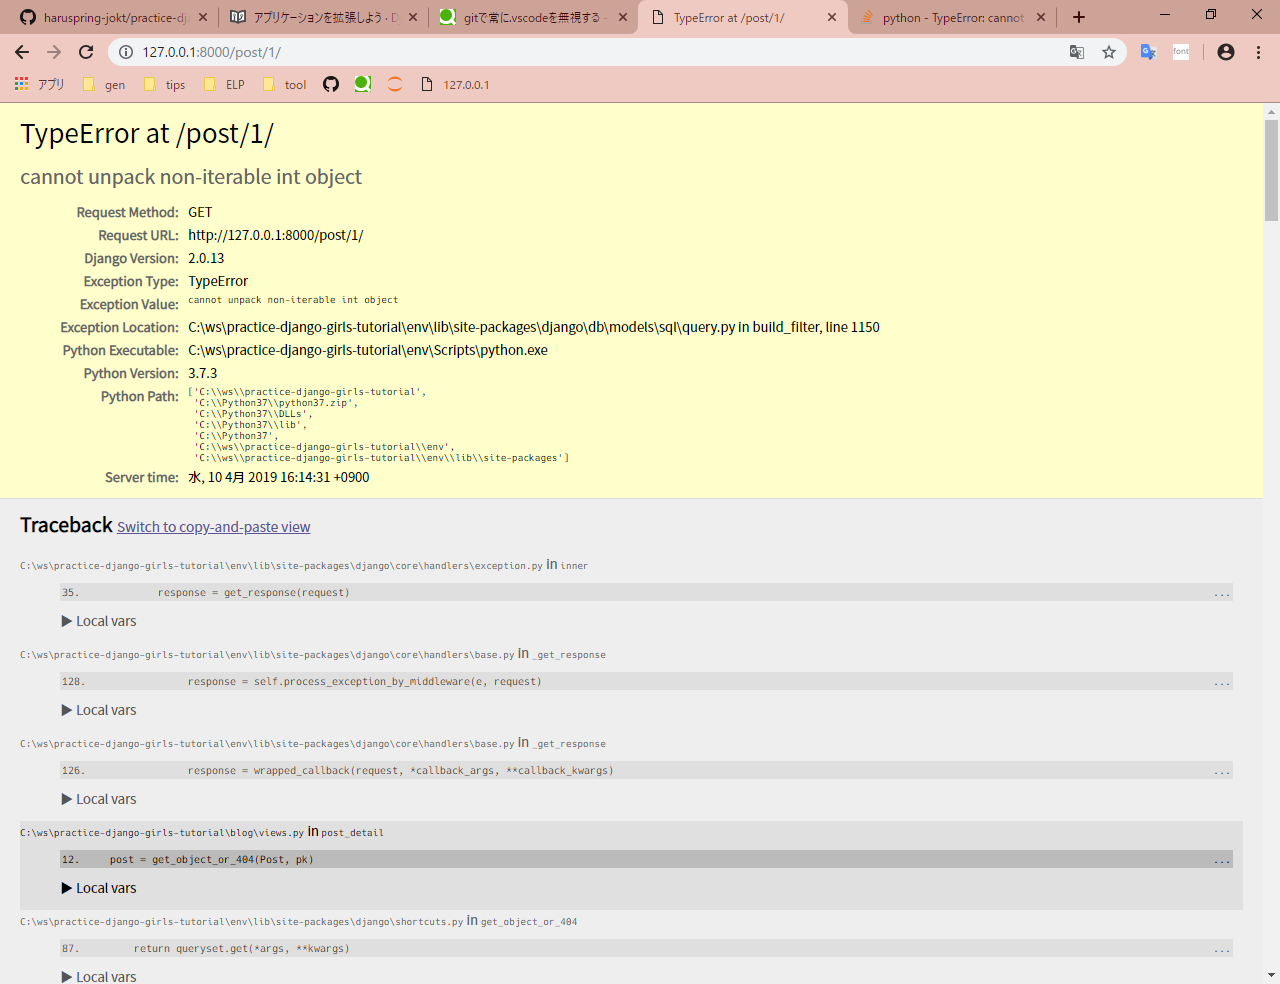 haruspring-jokt/practice-dj
アプリケーションを拡張しよう · D
gitで常に.vscodeを無視する -
TypeError at /post/1/
python - TypeError: cannot
127.0.0.1:8000/post/1/
font
アプリ
gen
tips
ELP
tool
127.0.0.1
TypeError at /post/1/
cannot unpack non-iterable int object
Request Method: GET
Request URL: http://127.0.0.1:8000/post/1/
Django Version: 2.0.13
Exception Type: TypeError
Exception Value: cannot unpack non-iterable int object
Exception Location: C:\ws\practice-django-girls-tutorial\env\lib\site-packages\django\db\models\sql\query.py in build_filter, line 1150
Python Executable: C:\ws\practice-django-girls-tutorial\env\Scripts\python.exe
Python Version: 3.7.3
Python Path: ['C:\\ws\\practice-django-girls-tutorial',
'C:\\Python37\\python37.zip',
'C:\\Python37\\DLLs',
'C:\\Python37\\lib',
'C:\\Python37',
'C:\\ws\\practice-django-girls-tutorial\\env',
'C:\\ws\\practice-django-girls-tutorial\\env\\lib\\site-packages']
Server time: 水, 10 4月 2019 16:14:31 +0900
Traceback Switch to copy-and-paste view
C:\ws\practice-django-girls-tutorial\env\lib\site-packages\django\core\handlers\exception.py in inner
35. response = get_response(request) ...
▶ Local vars
C:\ws\practice-django-girls-tutorial\env\lib\site-packages\django\core\handlers\base.py in _get_response
128. response = self.process_exception_by_middleware(e, request) ...
▶ Local vars
C:\ws\practice-django-girls-tutorial\env\lib\site-packages\django\core\handlers\base.py in _get_response
126. response = wrapped_callback(request, *callback_args, **callback_kwargs) ...
▶ Local vars
C:\ws\practice-django-girls-tutorial\blog\views.py in post_detail
12. post = get_object_or_404(Post, pk) ...
▶ Local vars
C:\ws\practice-django-girls-tutorial\env\lib\site-packages\django\shortcuts.py in get_object_or_404
87. return queryset.get(*args, **kwargs) ...
▶ Local vars